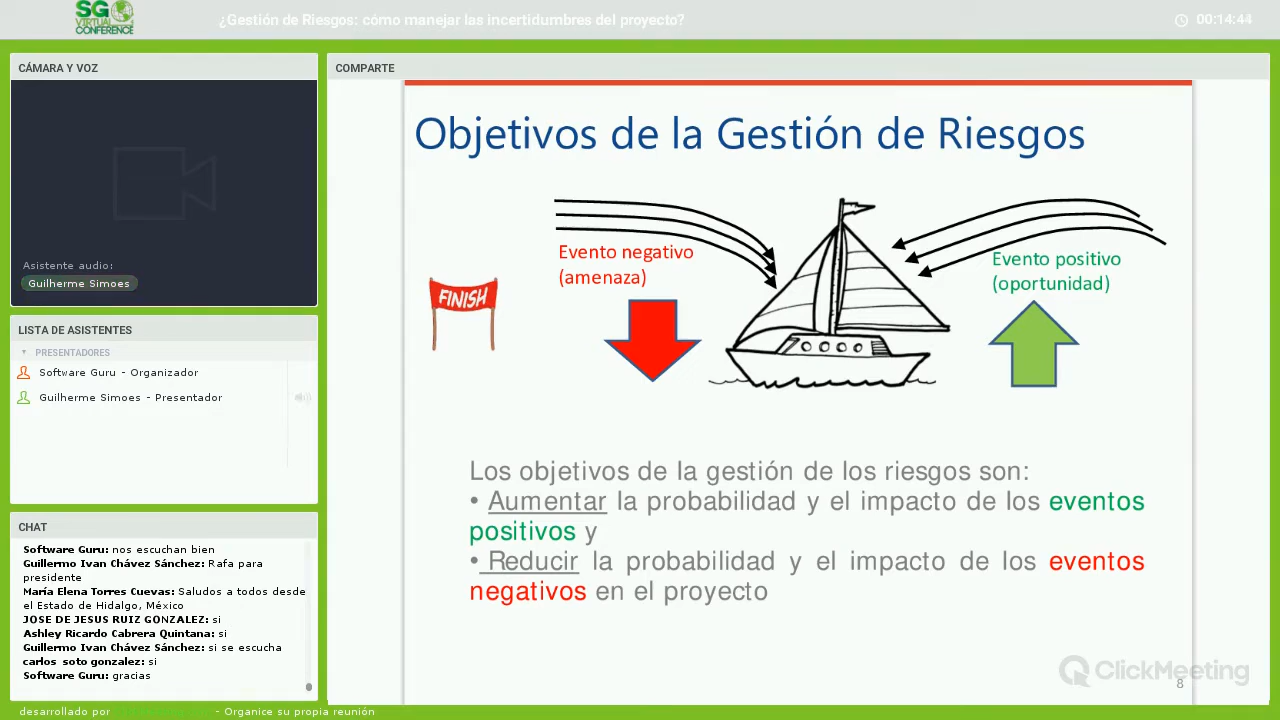 SG
VIRTUAL
CONFERENCE
¿Gestión de Riesgos: cómo manejar las incertidumbres del proyecto?
00:14:44
CÁMARA Y VOZ
Asistente audio:
Guilherme Simoes
LISTA DE ASISTENTES
PRESENTADORES
Software Guru - Organizador
Guilherme Simoes - Presentador
CHAT
Software Guru: nos escuchan bien
Guillermo Ivan Chávez Sánchez: Rafa para
presidente
María Elena Torres Cuevas: Saludos a todos desde
el Estado de Hidalgo, México
JOSE DE JESUS RUIZ GONZALEZ: si
Ashley Ricardo Cabrera Quintana: si
Guillermo Ivan Chávez Sánchez: si se escucha
carlos soto gonzalez: si
Software Guru: gracias
COMPARTE
Objetivos de la Gestión de Riesgos
Evento negativo
(amenaza)
Evento positivo
(oportunidad)
FINISH
Los objetivos de la gestión de los riesgos son:
• Aumentar la probabilidad y el impacto de los eventos
positivos y
• Reducir la probabilidad y el impacto de los eventos
negativos en el proyecto
ClickMeeting
8
desarrollado por - Organice su propia reunión